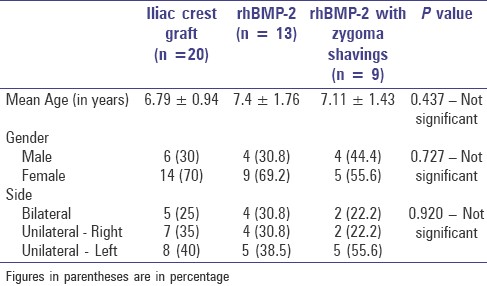 Iliac crest graft (n =20) rhBMP-2 (n = 13) rhBMP-2 with zygoma shavings (n = 9) P value
Mean Age (in years) 6.79 ± 0.94 7.4 ± 1.76 7.11 ± 1.43 0.437 – Not significant
Gender
Male 6 (30) 4 (30.8) 4 (44.4) 0.727 – Not significant
Female 14 (70) 9 (69.2) 5 (55.6)
Side
Bilateral 5 (25) 4 (30.8) 2 (22.2) 0.920 – Not significant
Unilateral - Right 7 (35) 4 (30.8) 2 (22.2)
Unilateral - Left 8 (40) 5 (38.5) 5 (55.6)
Figures in parentheses are in percentage